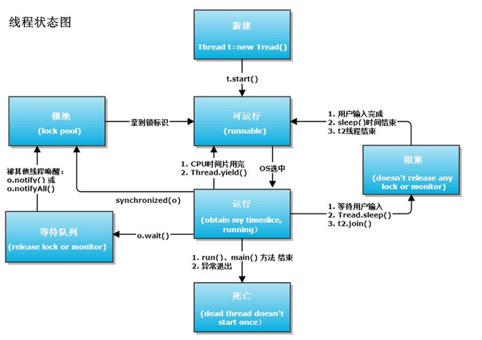 线程状态图
新建
Thread t=new Tread()
t.start()
锁池
(lock pool)
拿到锁标识
可运行
(runnable)
1. 用户输入完成
2. sleep()时间结束
3. t2线程结束
被其他线程唤醒:
o.notify() 或
o.notifyAll()
1. CPU时间片用完
2. Thread.yield()
OS选中
阻塞
(doesn't release any
lock or monitor)
synchronized(o)
运行
(obtain my timeslice,
running)
1. 等待用户输入
2. Tread.sleep()
3. t2.join()
等待队列
(release lock or monitor)
o.wait()
1. run()、main() 方法 结束
2. 异常退出
死亡
(dead thread doesn't
start once)